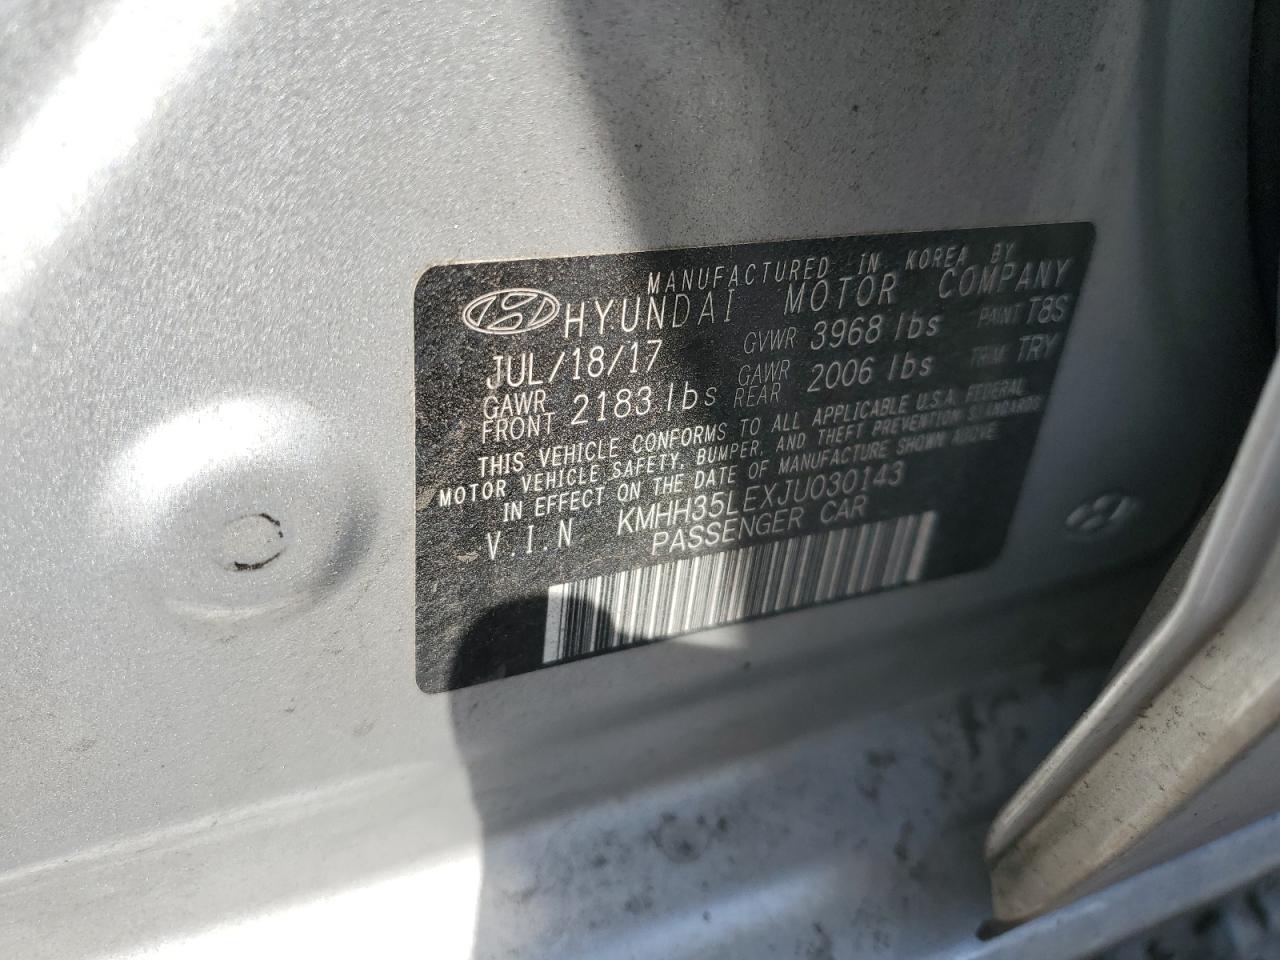 MANUFACTURED IN KOREA BY
HYUNDAI MOTOR COMPANY
JUL/18/17 GVWR 3968 lbs PAINT T8S
GAWR FRONT 2183 lbs GAWR REAR 2006 lbs TRIM TRY
THIS VEHICLE CONFORMS TO ALL APPLICABLE U.S.A. FEDERAL
MOTOR VEHICLE SAFETY, BUMPER, AND THEFT PREVENTION STANDARDS
IN EFFECT ON THE DATE OF MANUFACTURE SHOWN ABOVE
V.I.N KMHH35LEXJU030143
PASSENGER CAR